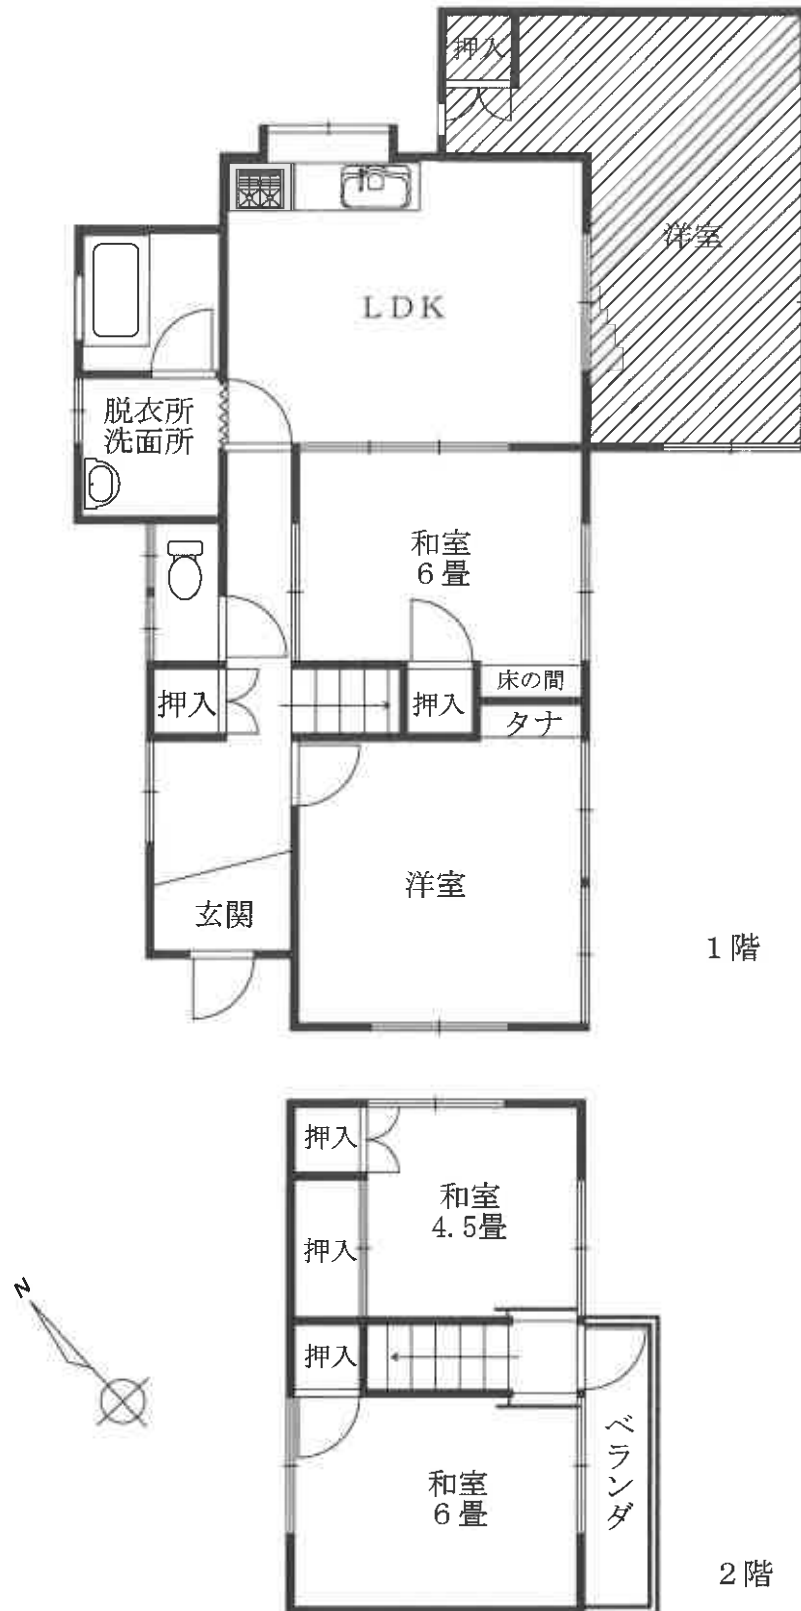 押入
洋室
LDK
脱衣所
洗面所
和室
6畳
押入
押入
床の間
タナ
洋室
玄関
1階
押入
和室
4.5畳
押入
押入
和室
6畳
ベランダ
2階
N